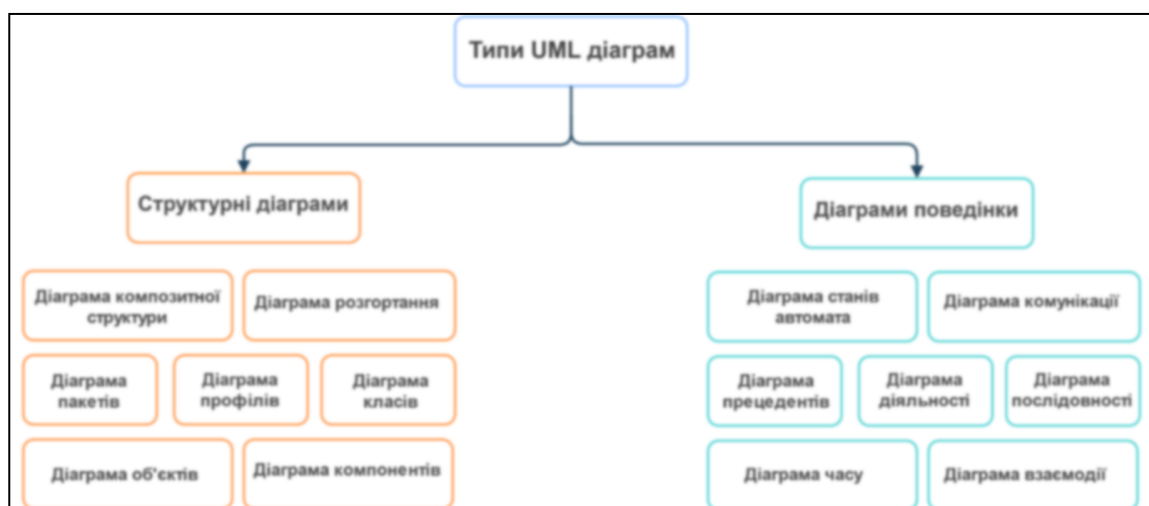 Типи UML діаграм
Структурні діаграми
Діаграми поведінки
Діаграма композитної
структури
Діаграма розгортання
Діаграма станів
автомата
Діаграма комунікації
Діаграма
пакетів
Діаграма
профілів
Діаграма
класів
Діаграма
прецедентів
Діаграма
діяльності
Діаграма
послідовності
Діаграма об'єктів
Діаграма компонентів
Діаграма часу
Діаграма взаємодії